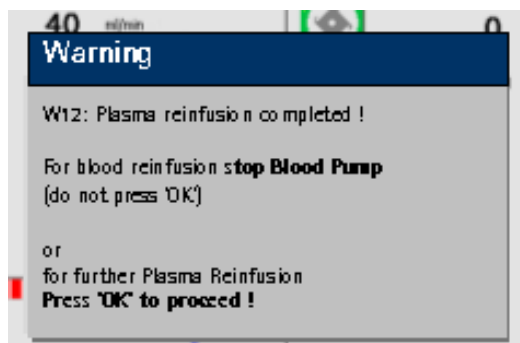 40 ml/min 0
Warning
W12: Plasma reinfusion completed !
For blood reinfusion stop Blood Pump
(do not press 'OK')
or
for further Plasma Reinfusion
Press 'OK' to proceed !